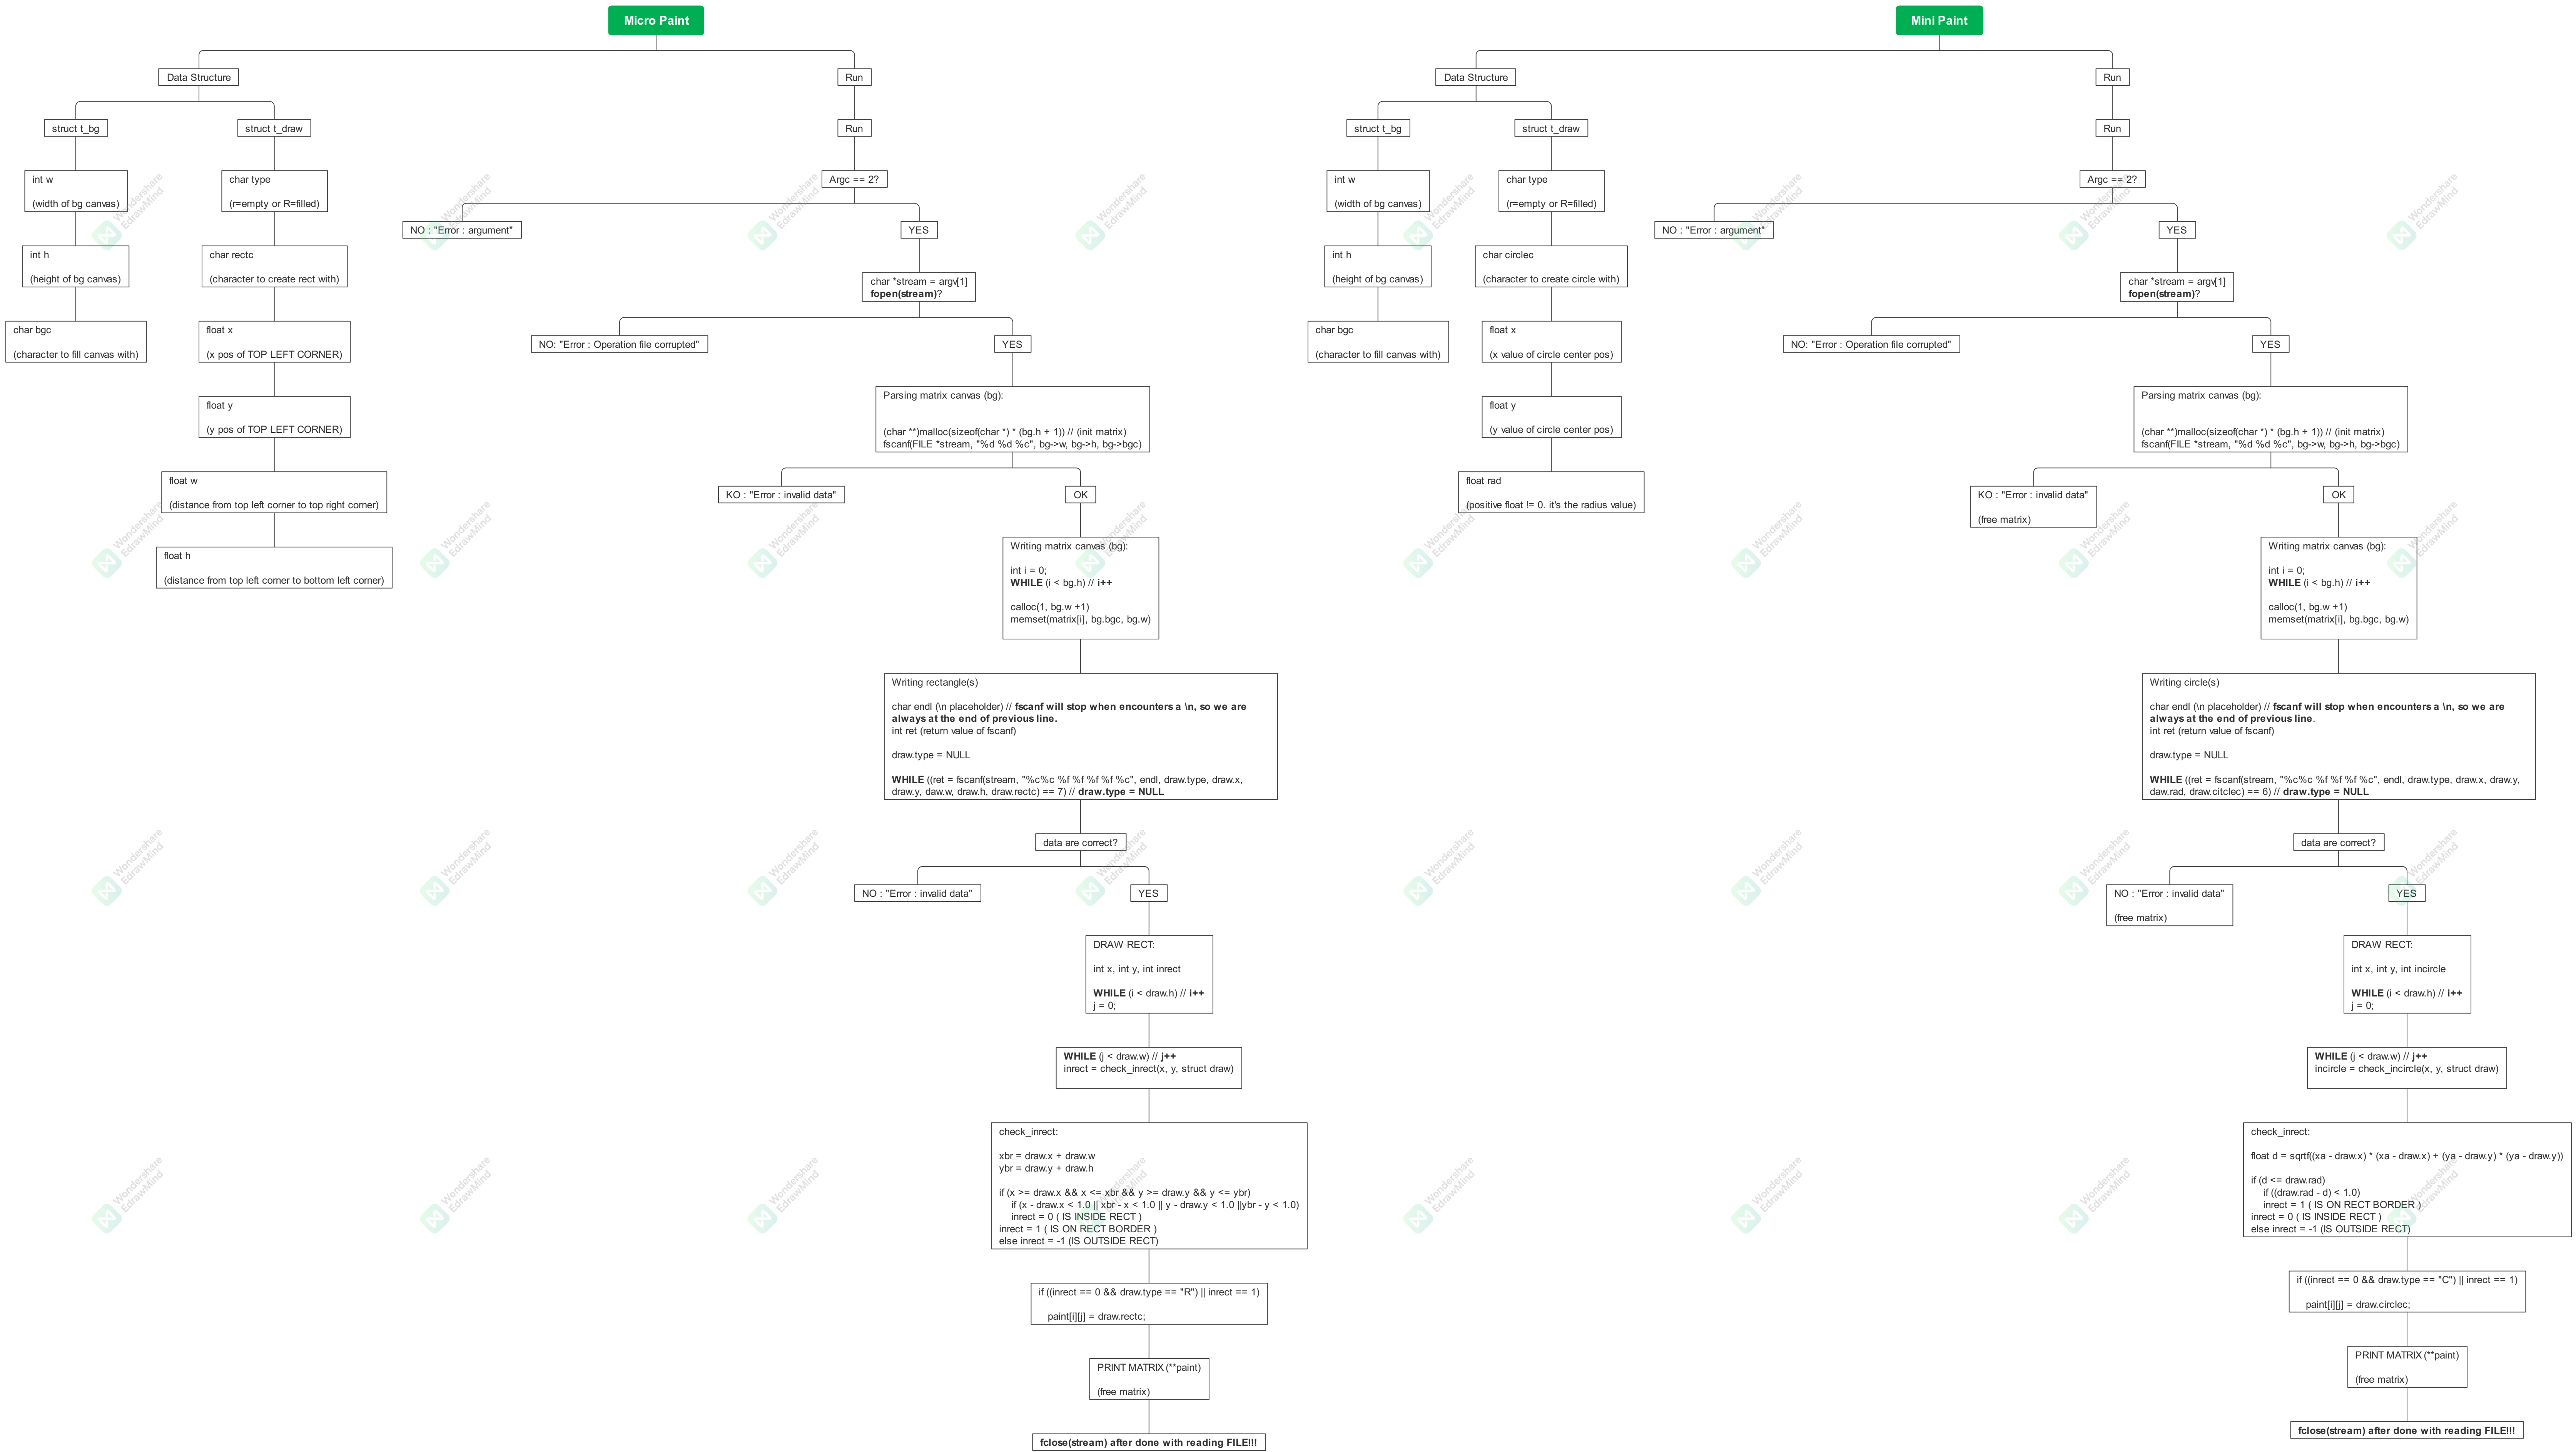 Micro Paint
Data Structure
struct t_bg
int w
(width of bg canvas)
int h
(height of bg canvas)
char bgc
(character to fill canvas with)
struct t_draw
char type
(r=empty or R=filled)
char rectc
(character to create rect with)
float x
(x pos of TOP LEFT CORNER)
float y
(y pos of TOP LEFT CORNER)
float w
(distance from top left corner to top right corner)
float h
(distance from top left corner to bottom left corner)
Run
Run
Argc == 2?
NO : "Error : argument"
YES
char *stream = argv[1]
fopen(stream)?
NO: "Error : Operation file corrupted"
YES
Parsing matrix canvas (bg):
(char **)malloc(sizeof(char *) * (bg.h + 1)) // (init matrix)
fscanf(FILE *stream, "%d %d %c", bg->w, bg->h, bg->bgc)
KO : "Error : invalid data"
OK
Writing matrix canvas (bg):
int i = 0;
WHILE (i < bg.h) // i++
calloc(1, bg.w +1)
memset(matrix[i], bg.bgc, bg.w)
Writing rectangle(s)
char endl (\n placeholder) // fscanf will stop when encounters a \n, so we are
always at the end of previous line.
int ret (return value of fscanf)
draw.type = NULL
WHILE ((ret = fscanf(stream, "%c%c %f %f %f %f %c", endl, draw.type, draw.x,
draw.y, daw.w, draw.h, draw.rectc) == 7) // draw.type = NULL
data are correct?
NO : "Error : invalid data"
YES
DRAW RECT:
int x, int y, int inrect
WHILE (i < draw.h) // i++
j = 0;
WHILE (j < draw.w) // j++
inrect = check_inrect(x, y, struct draw)
check_inrect:
xbr = draw.x + draw.w
ybr = draw.y + draw.h
if (x >= draw.x && x <= xbr && y >= draw.y && y <= ybr)
if (x - draw.x < 1.0 || xbr - x < 1.0 || y - draw.y < 1.0 ||ybr - y < 1.0)
inrect = 0 ( IS INSIDE RECT )
inrect = 1 ( IS ON RECT BORDER )
else inrect = -1 (IS OUTSIDE RECT)
if ((inrect == 0 && draw.type == "R") || inrect == 1)
paint[i][j] = draw.rectc;
PRINT MATRIX (**paint)
(free matrix)
fclose(stream) after done with reading FILE!!!
Mini Paint
Data Structure
struct t_bg
int w
(width of bg canvas)
int h
(height of bg canvas)
char bgc
(character to fill canvas with)
struct t_draw
char type
(r=empty or R=filled)
char circlec
(character to create circle with)
float x
(x value of circle center pos)
float y
(y value of circle center pos)
float rad
(positive float != 0. it's the radius value)
Run
Run
Argc == 2?
NO : "Error : argument"
YES
char *stream = argv[1]
fopen(stream)?
NO: "Error : Operation file corrupted"
YES
Parsing matrix canvas (bg):
(char **)malloc(sizeof(char *) * (bg.h + 1)) // (init matrix)
fscanf(FILE *stream, "%d %d %c", bg->w, bg->h, bg->bgc)
KO : "Error : invalid data"
(free matrix)
OK
Writing matrix canvas (bg):
int i = 0;
WHILE (i < bg.h) // i++
calloc(1, bg.w +1)
memset(matrix[i], bg.bgc, bg.w)
Writing circle(s)
char endl (\n placeholder) // fscanf will stop when encounters a \n, so we are
always at the end of previous line.
int ret (return value of fscanf)
draw.type = NULL
WHILE ((ret = fscanf(stream, "%c%c %f %f %f %c", endl, draw.type, draw.x, draw.y,
daw.rad, draw.citclec) == 6) // draw.type = NULL
data are correct?
NO : "Error : invalid data"
(free matrix)
YES
DRAW RECT:
int x, int y, int incircle
WHILE (i < draw.h) // i++
j = 0;
WHILE (j < draw.w) // j++
incircle = check_incircle(x, y, struct draw)
check_inrect:
float d = sqrtf((xa - draw.x) * (xa - draw.x) + (ya - draw.y) * (ya - draw.y))
if (d <= draw.rad)
if ((draw.rad - d) < 1.0)
inrect = 1 ( IS ON RECT BORDER )
inrect = 0 ( IS INSIDE RECT )
else inrect = -1 (IS OUTSIDE RECT)
if ((inrect == 0 && draw.type == "C") || inrect == 1)
paint[i][j] = draw.circlec;
PRINT MATRIX (**paint)
(free matrix)
fclose(stream) after done with reading FILE!!!
Wondershare
EdrawMind